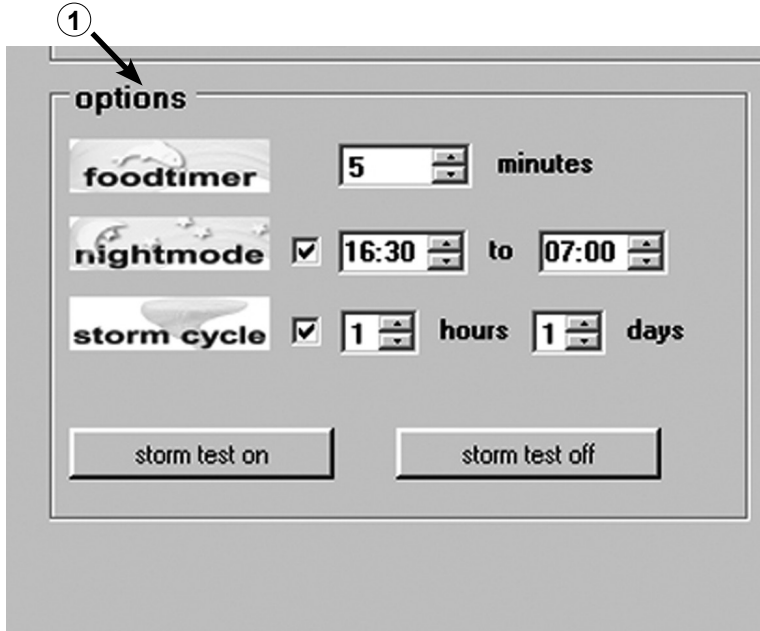 1
options
foodtimer 5 minutes
nightmode 16:30 to 07:00
storm cycle 1 hours 1 days
storm test on storm test off